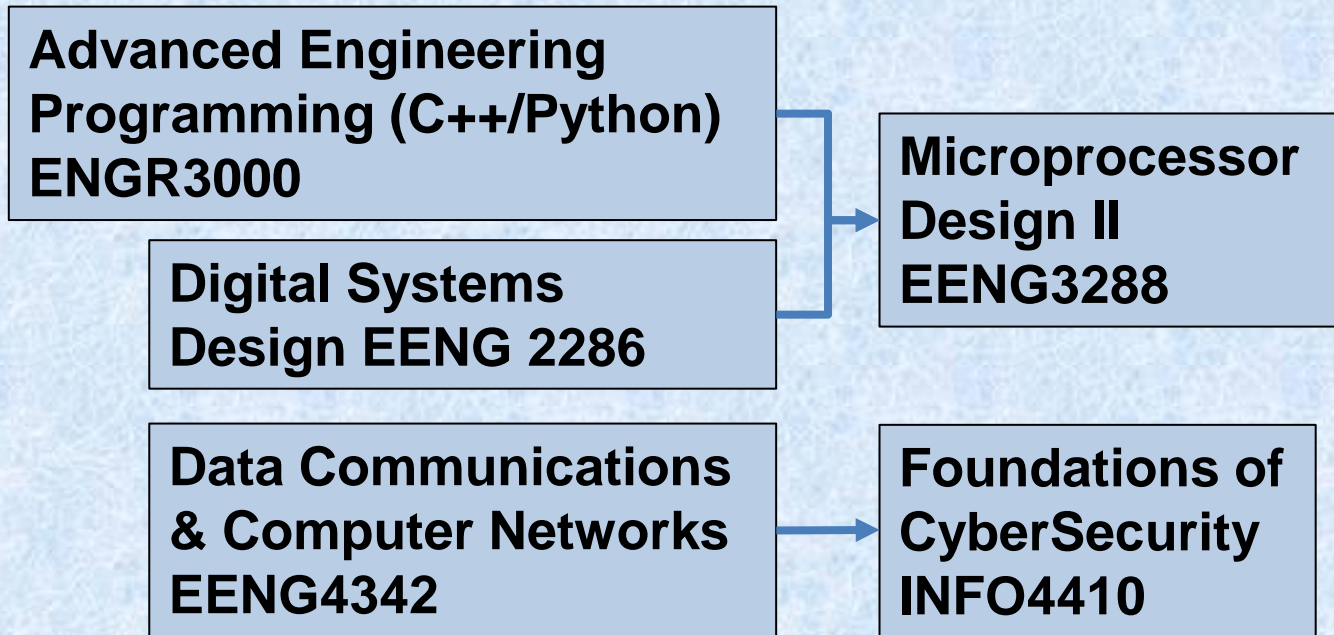 Advanced Engineering
Programming (C++/Python)
ENGR3000
Microprocessor
Design II
EENG3288
Digital Systems
Design EENG 2286
Data Communications
& Computer Networks
EENG4342
Foundations of
CyberSecurity
INFO4410